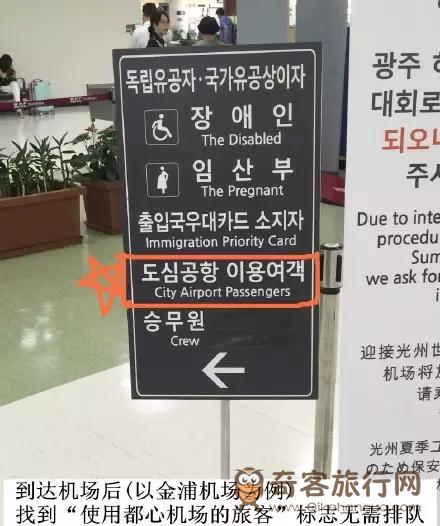 독립유공자·국가유공상이자
장애인
The Disabled
임산부
The Pregnant
출입국우대카드 소지자
Immigration Priority Card
도심공항 이용여객
City Airport Passengers
승무원
Crew
광주 하
대회로
되오니
주시
Due to inte
procedu
Sum
we ask fo
迎接光州世
机场将加
请乘
光州夏季工
のため保安
到达机场后(以金浦机场为例)
找到“使用都心机场的旅客”标志无需排队
奇客旅行网